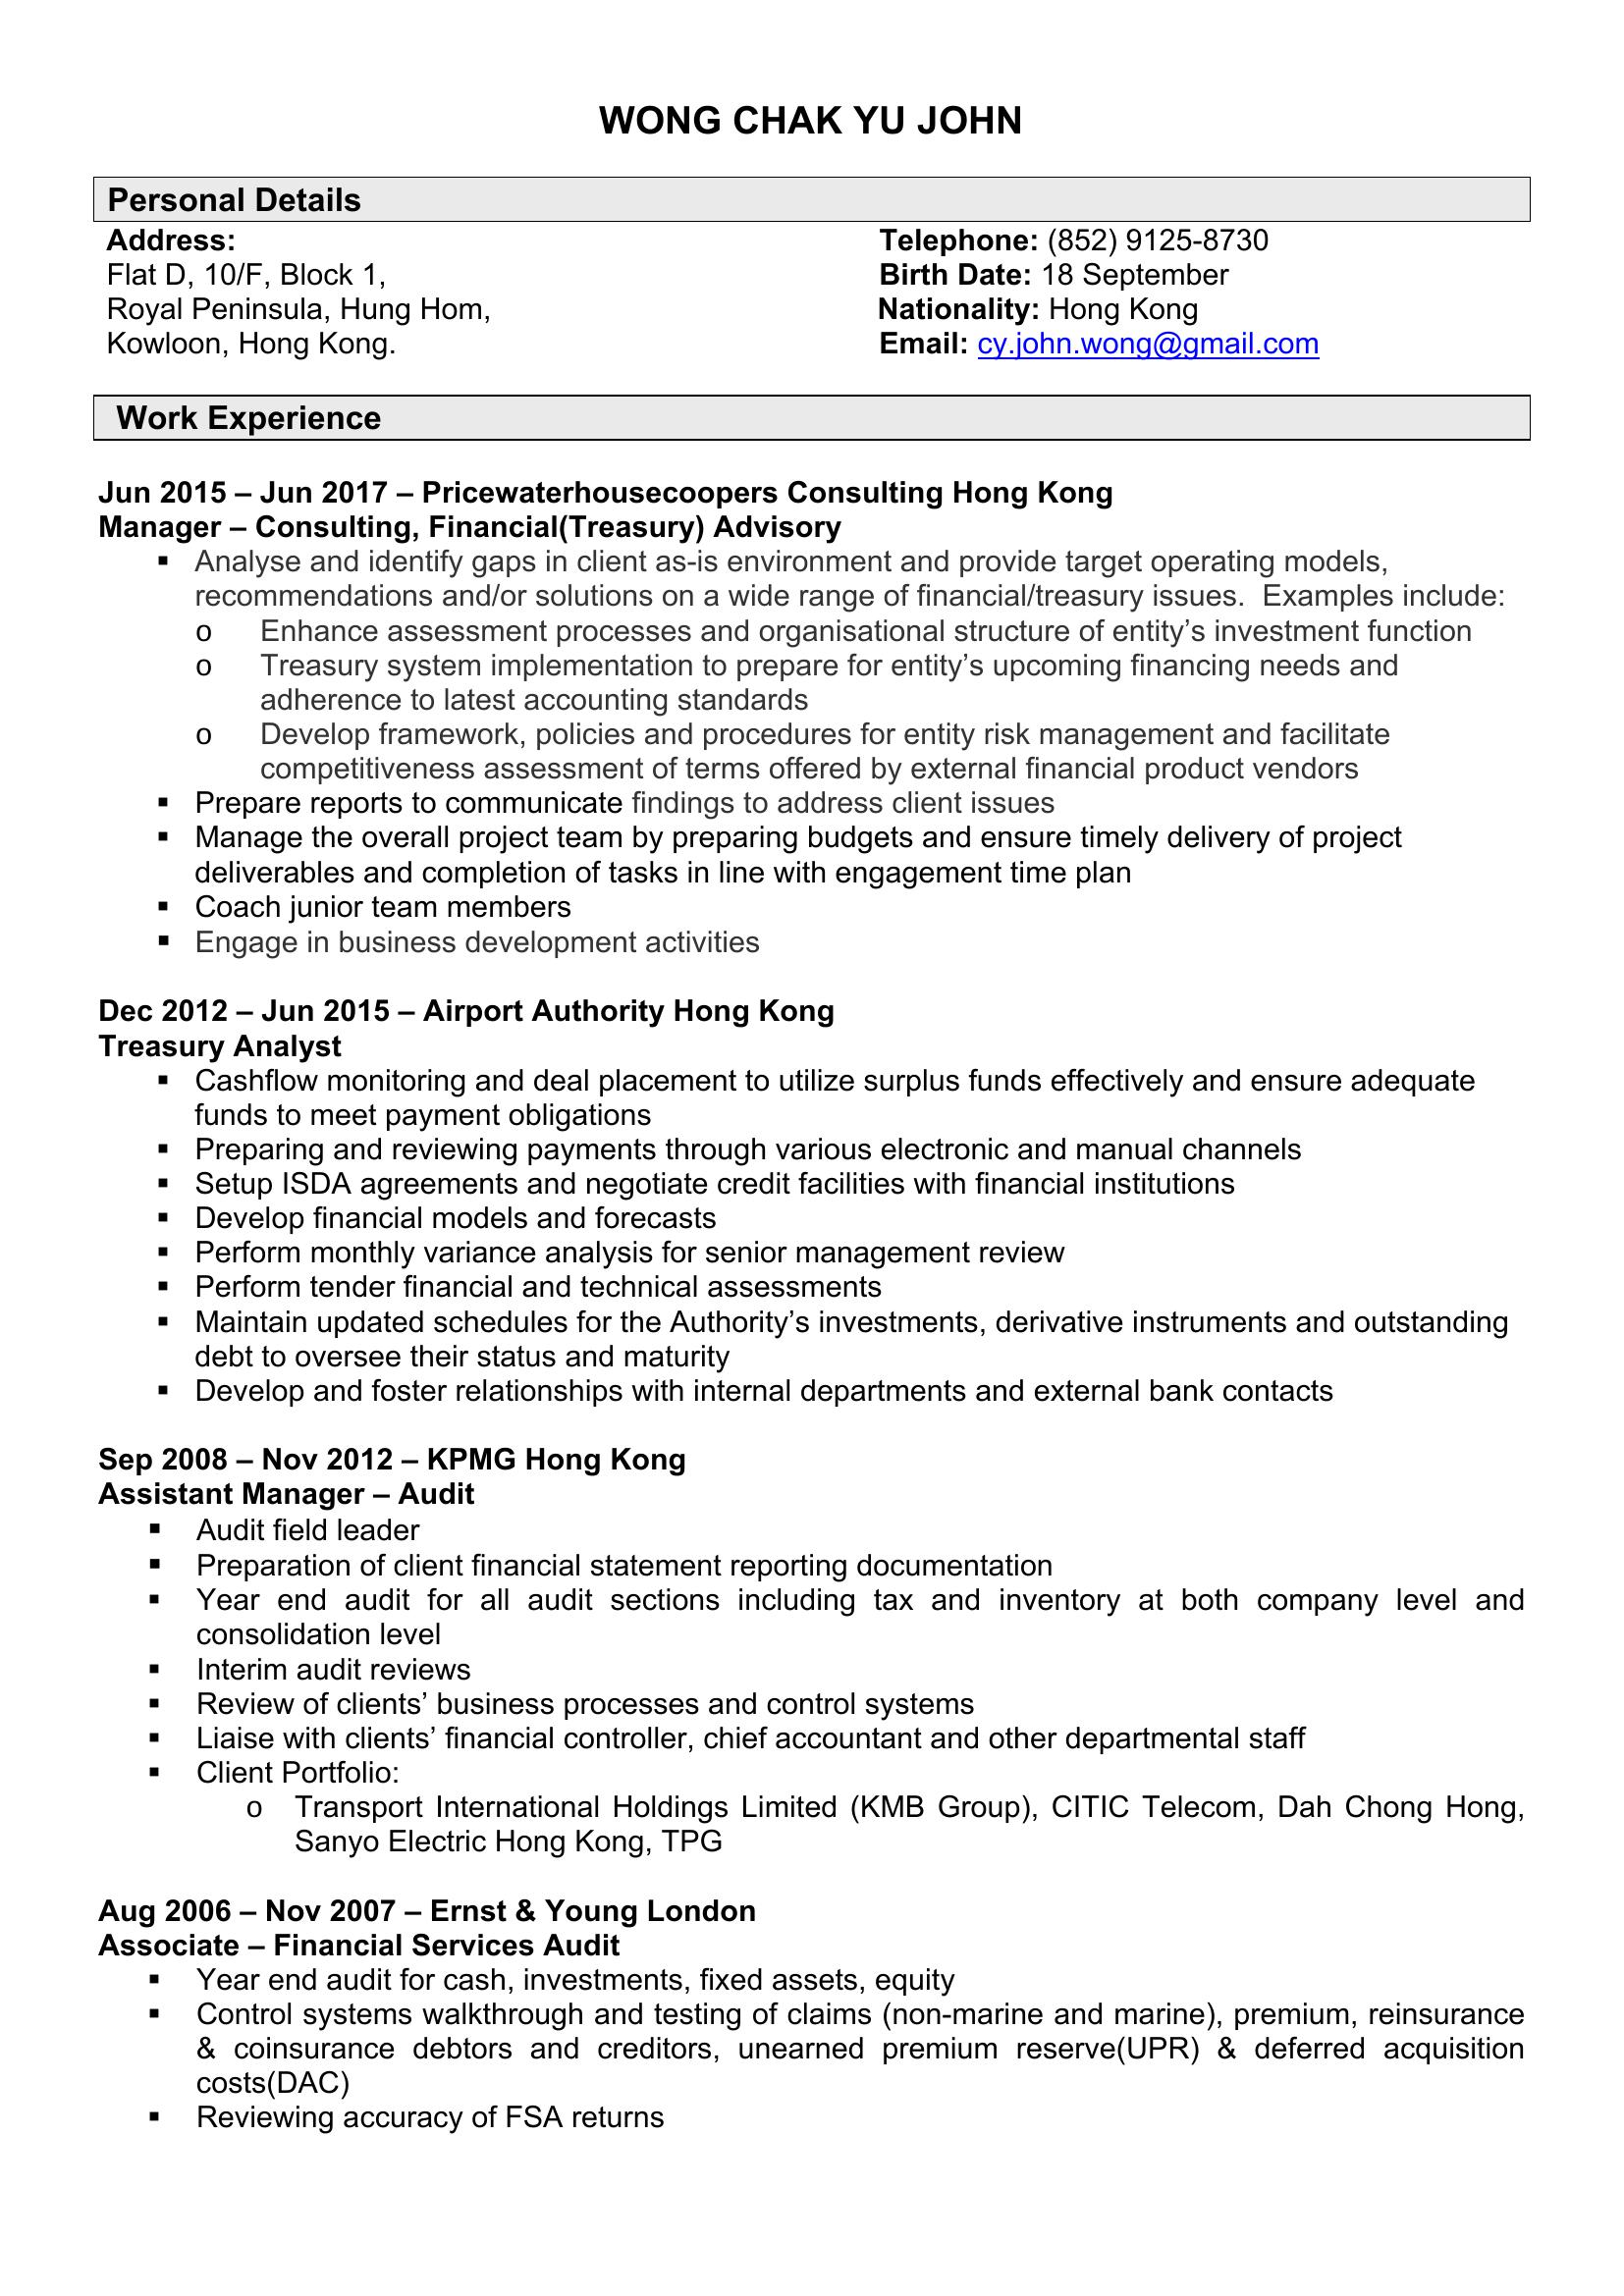 WONG CHAK YU JOHN
Personal Details
Address:
Flat D, 10/F, Block 1,
Royal Peninsula, Hung Hom,
Kowloon, Hong Kong.
Telephone: (852) 9125-8730
Birth Date: 18 September
Nationality: Hong Kong
Email: cy.john.wong@gmail.com
Work Experience
Jun 2015 – Jun 2017 – Pricewaterhousecoopers Consulting Hong Kong
Manager – Consulting, Financial(Treasury) Advisory
▪ Analyse and identify gaps in client as-is environment and provide target operating models,
recommendations and/or solutions on a wide range of financial/treasury issues.  Examples include:
o Enhance assessment processes and organisational structure of entity’s investment function
o Treasury system implementation to prepare for entity’s upcoming financing needs and
adherence to latest accounting standards
o Develop framework, policies and procedures for entity risk management and facilitate
competitiveness assessment of terms offered by external financial product vendors
▪ Prepare reports to communicate findings to address client issues
▪ Manage the overall project team by preparing budgets and ensure timely delivery of project
deliverables and completion of tasks in line with engagement time plan
▪ Coach junior team members
▪ Engage in business development activities
Dec 2012 – Jun 2015 – Airport Authority Hong Kong
Treasury Analyst
▪ Cashflow monitoring and deal placement to utilize surplus funds effectively and ensure adequate
funds to meet payment obligations
▪ Preparing and reviewing payments through various electronic and manual channels
▪ Setup ISDA agreements and negotiate credit facilities with financial institutions
▪ Develop financial models and forecasts
▪ Perform monthly variance analysis for senior management review
▪ Perform tender financial and technical assessments
▪ Maintain updated schedules for the Authority’s investments, derivative instruments and outstanding
debt to oversee their status and maturity
▪ Develop and foster relationships with internal departments and external bank contacts
Sep 2008 – Nov 2012 – KPMG Hong Kong
Assistant Manager – Audit
▪ Audit field leader
▪ Preparation of client financial statement reporting documentation
▪ Year end audit for all audit sections including tax and inventory at both company level and
consolidation level
▪ Interim audit reviews
▪ Review of clients’ business processes and control systems
▪ Liaise with clients’ financial controller, chief accountant and other departmental staff
▪ Client Portfolio:
o Transport International Holdings Limited (KMB Group), CITIC Telecom, Dah Chong Hong,
Sanyo Electric Hong Kong, TPG
Aug 2006 – Nov 2007 – Ernst & Young London
Associate – Financial Services Audit
▪ Year end audit for cash, investments, fixed assets, equity
▪ Control systems walkthrough and testing of claims (non-marine and marine), premium, reinsurance
& coinsurance debtors and creditors, unearned premium reserve(UPR) & deferred acquisition
costs(DAC)
▪ Reviewing accuracy of FSA returns